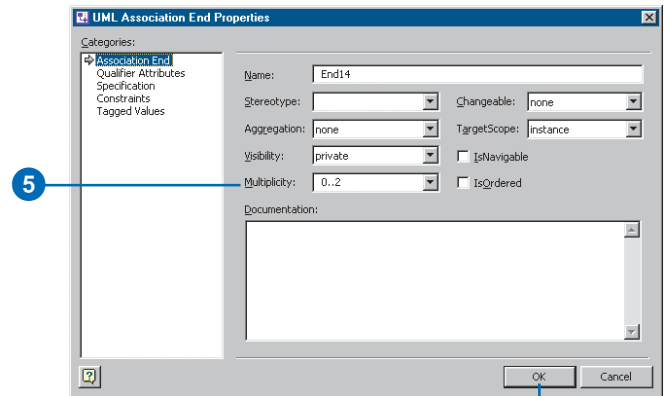 UML Association End Properties
Categories:
Association End
Qualifier Attributes
Specification
Constraints
Tagged Values
Name: End14
Stereotype: Changeable: none
Aggregation: none TargetScope: instance
Visibility: private IsNavigable
5 Multiplicity: 0..2 IsOrdered
Documentation:
? OK Cancel